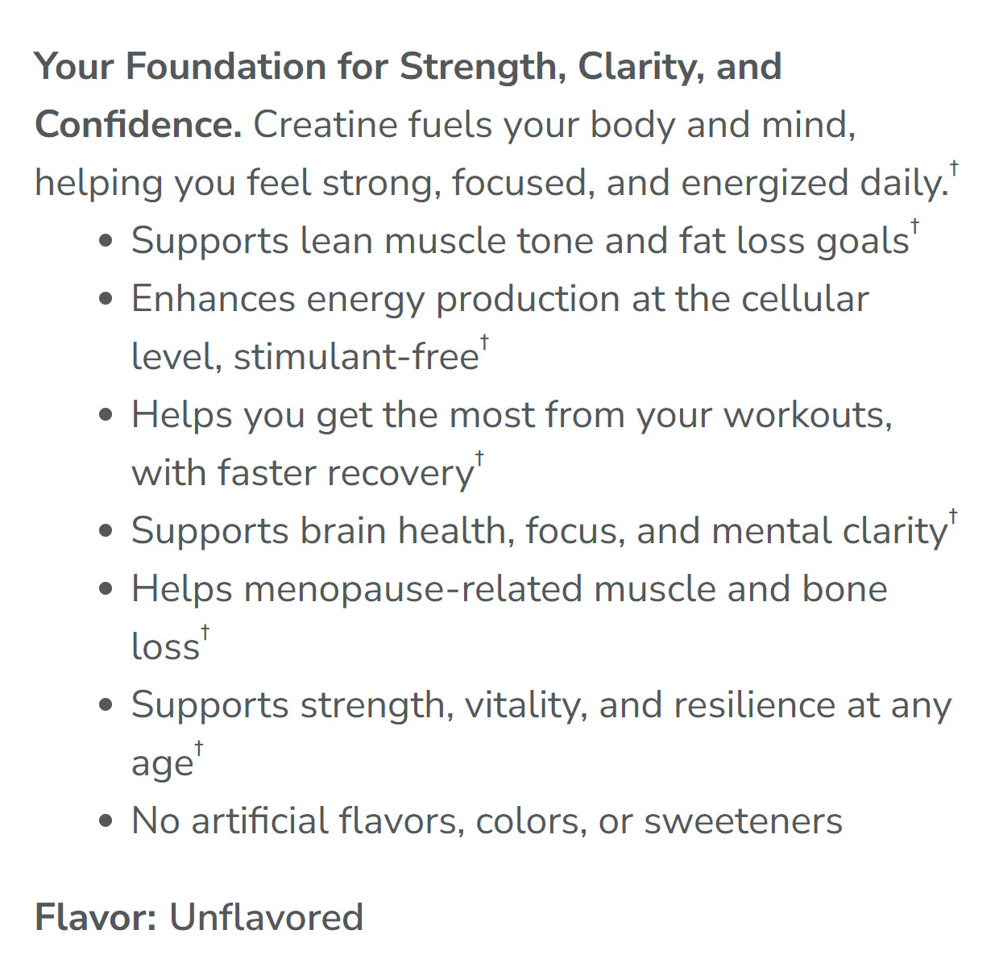 Your Foundation for Strength, Clarity, and
Confidence. Creatine fuels your body and mind,
helping you feel strong, focused, and energized daily.†
• Supports lean muscle tone and fat loss goals†
• Enhances energy production at the cellular
level, stimulant-free†
• Helps you get the most from your workouts,
with faster recovery†
• Supports brain health, focus, and mental clarity†
• Helps menopause-related muscle and bone
loss†
• Supports strength, vitality, and resilience at any
age†
• No artificial flavors, colors, or sweeteners
Flavor: Unflavored